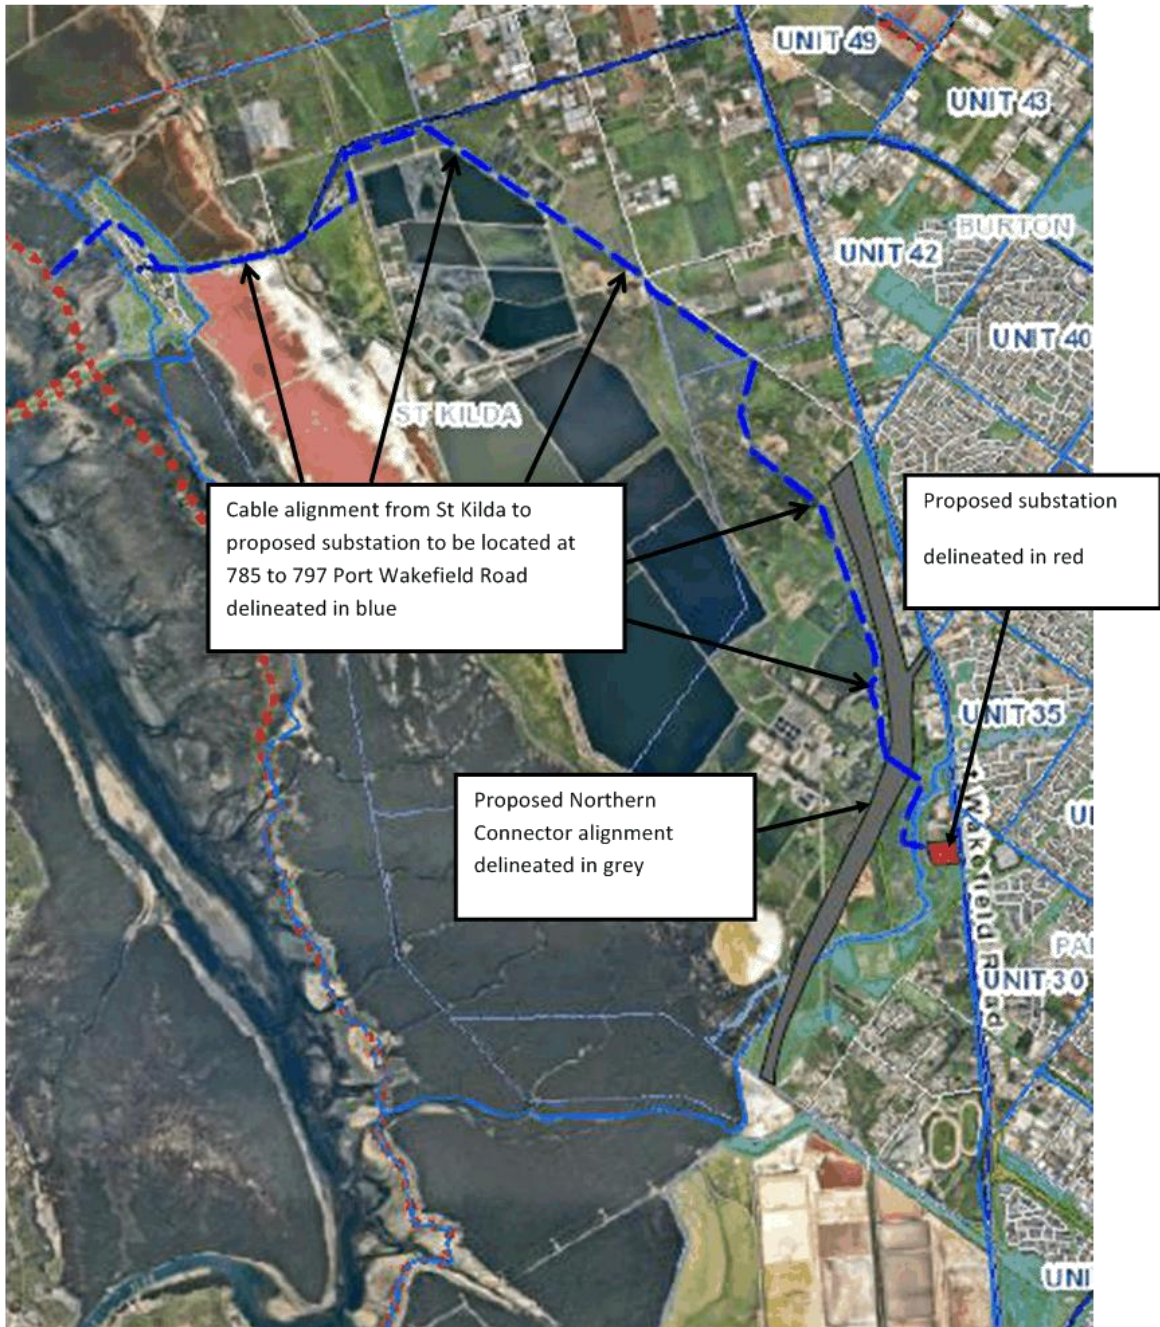 UNIT 49
UNIT 43
BURTON
UNIT 42
UNIT 40
ST KILDA
Cable alignment from St Kilda to
proposed substation to be located at
785 to 797 Port Wakefield Road
delineated in blue
Proposed substation
delineated in red
UNIT 35
Proposed Northern
Connector alignment
delineated in grey
Wakefield Road
UNIT 30